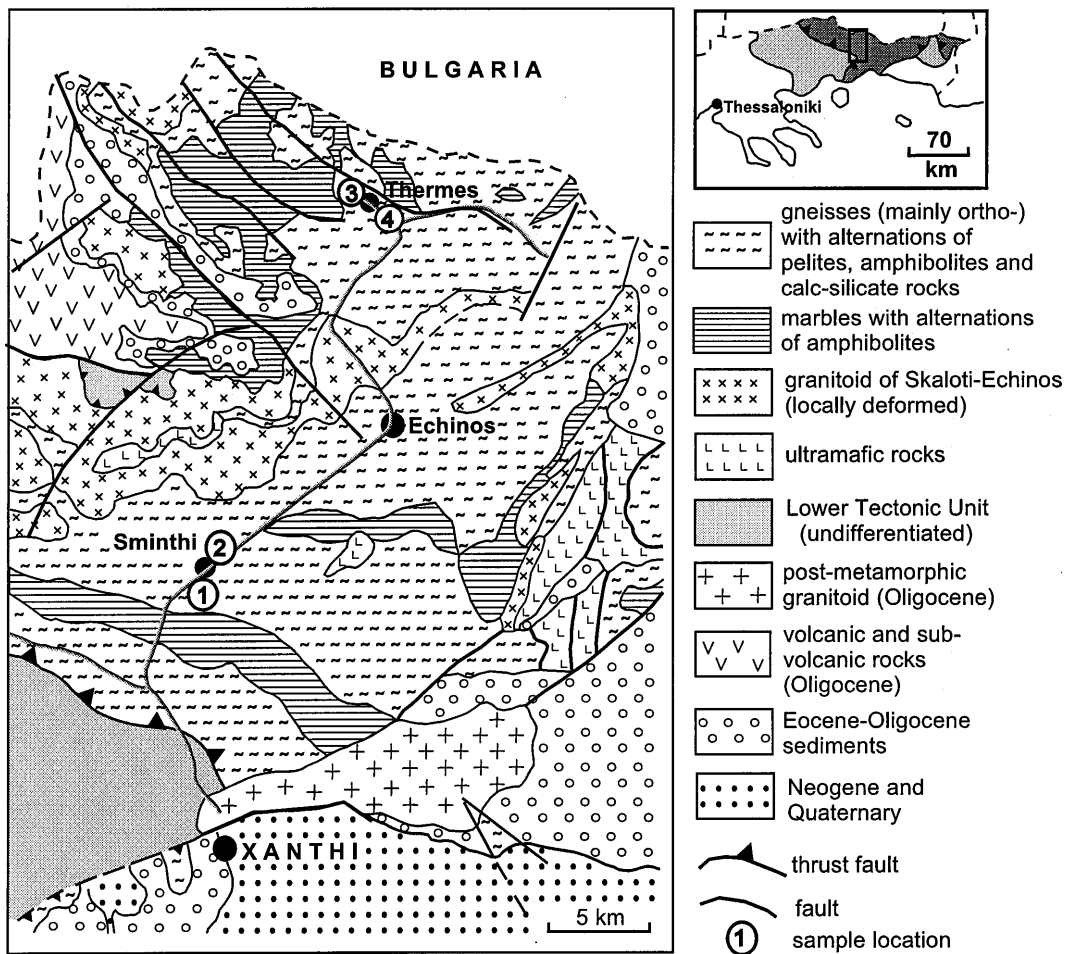 BULGARIA
3
Thermes
4
Echinos
Sminthi
2
1
XANTHI
5 km
Thessaloniki
70
km
gneisses (mainly ortho-)
with alternations of
pelites, amphibolites and
calc-silicate rocks
marbles with alternations
of amphibolites
granitoid of Skaloti-Echinos
(locally deformed)
ultramafic rocks
Lower Tectonic Unit
(undifferentiated)
post-metamorphic
granitoid (Oligocene)
volcanic and sub-
volcanic rocks
(Oligocene)
Eocene-Oligocene
sediments
Neogene and
Quaternary
thrust fault
fault
1 sample location